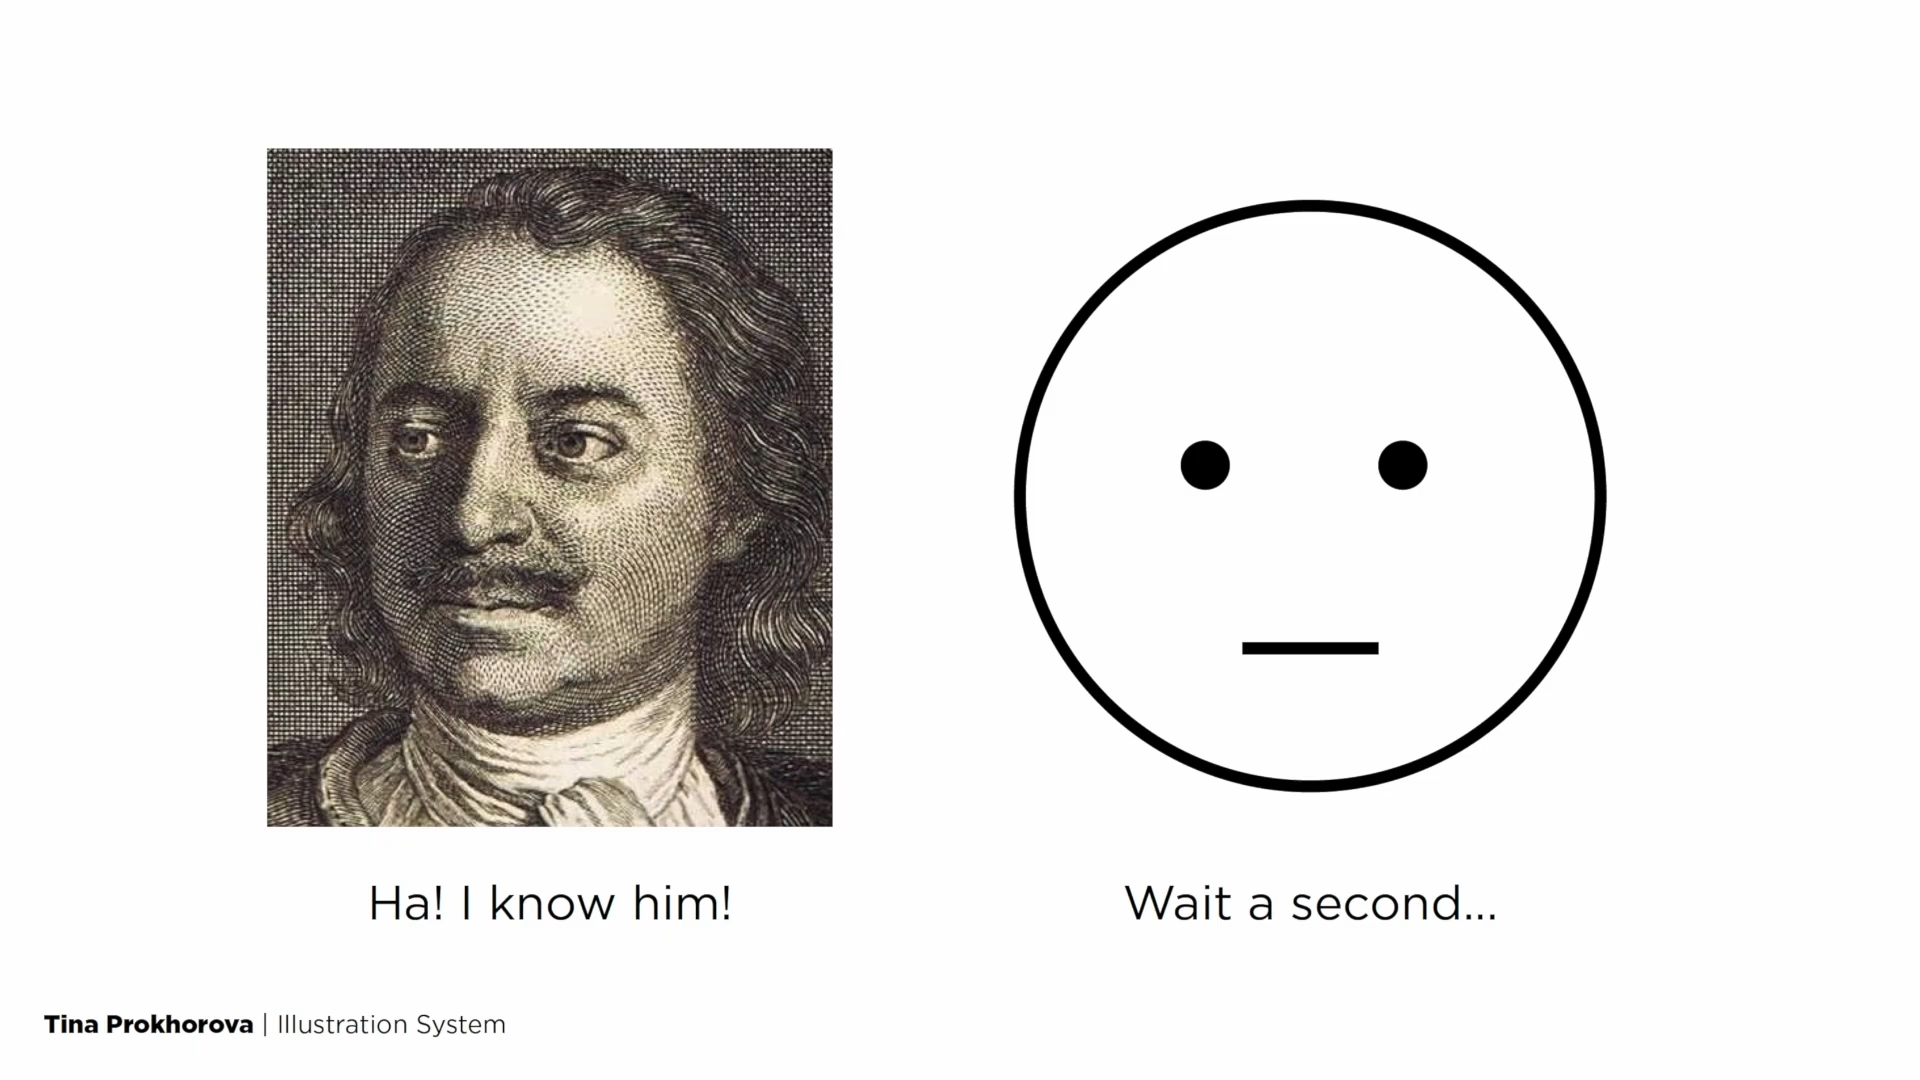 Ha! I know him!
Wait a second...
Tina Prokhorova | Illustration System